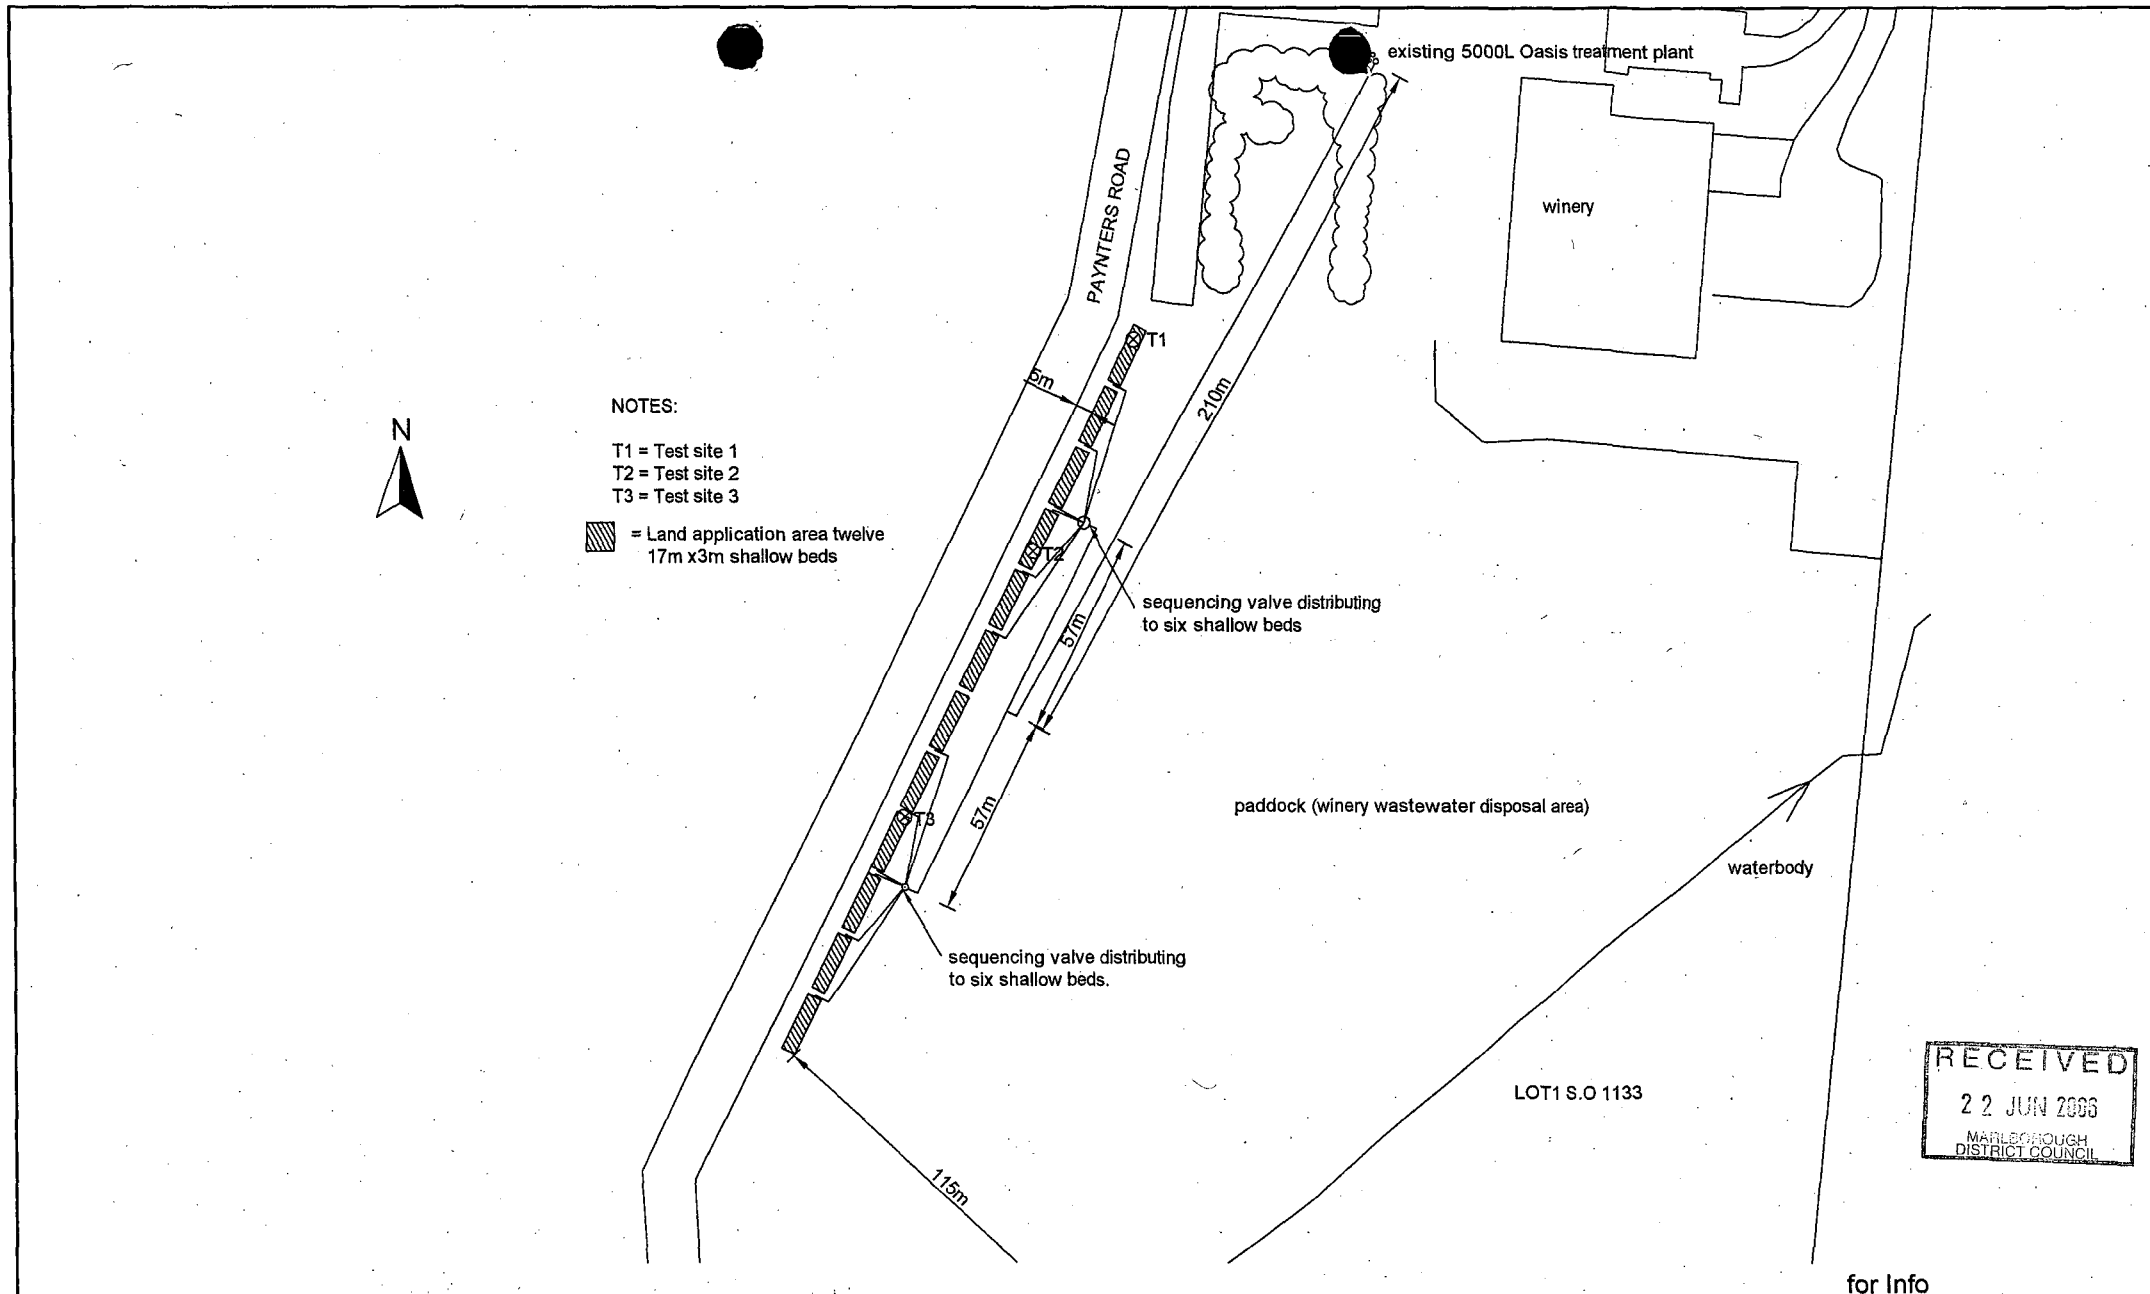 existing 5000L Oasis treatment plant
PAYNTERS ROAD
winery
T1
5m
210m
N
NOTES:
T1 = Test site 1
T2 = Test site 2
T3 = Test site 3
= Land application area twelve
17m x3m shallow beds
T2
sequencing valve distributing
to six shallow beds
57m
57m
T3
paddock (winery wastewater disposal area)
waterbody
sequencing valve distributing
to six shallow beds.
LOT1 S.O 1133
115m
RECEIVED
22 JUN 2006
MARLBOROUGH
DISTRICT COUNCIL
for Info